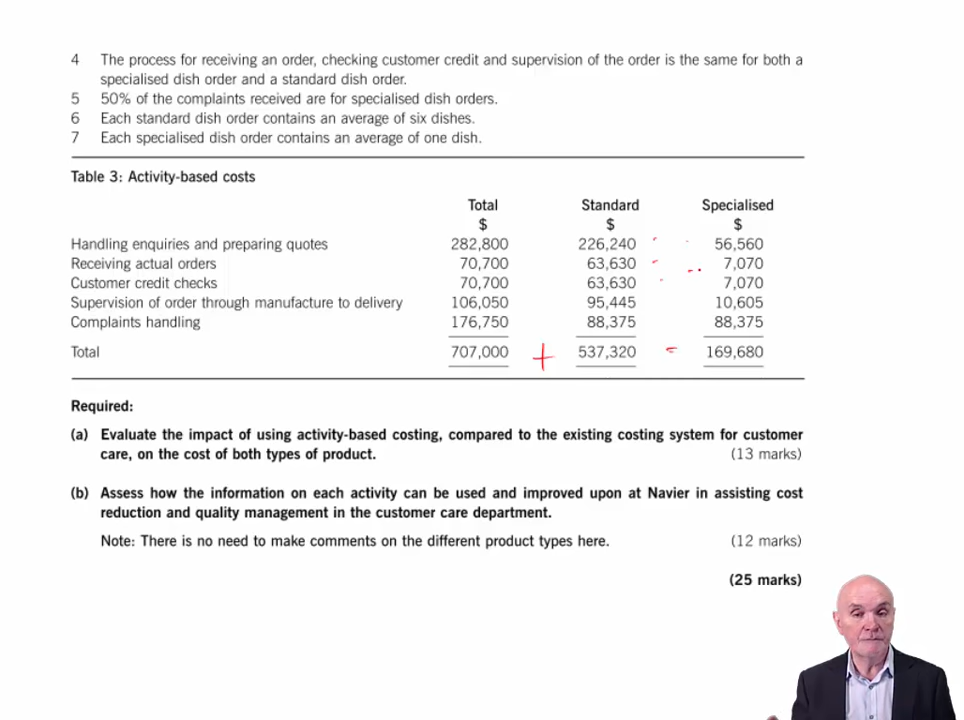 4 The process for receiving an order, checking customer credit and supervision of the order is the same for both a
specialised dish order and a standard dish order.
5 50% of the complaints received are for specialised dish orders.
6 Each standard dish order contains an average of six dishes.
7 Each specialised dish order contains an average of one dish.
Table 3: Activity-based costs
Total Standard Specialised
$ $ $
Handling enquiries and preparing quotes 282,800 226,240 56,560
Receiving actual orders 70,700 63,630 7,070
Customer credit checks 70,700 63,630 7,070
Supervision of order through manufacture to delivery 106,050 95,445 10,605
Complaints handling 176,750 88,375 88,375
Total 707,000 + 537,320 169,680
Required:
(a) Evaluate the impact of using activity-based costing, compared to the existing costing system for customer
care, on the cost of both types of product. (13 marks)
(b) Assess how the information on each activity can be used and improved upon at Navier in assisting cost
reduction and quality management in the customer care department.
Note: There is no need to make comments on the different product types here. (12 marks)
(25 marks)